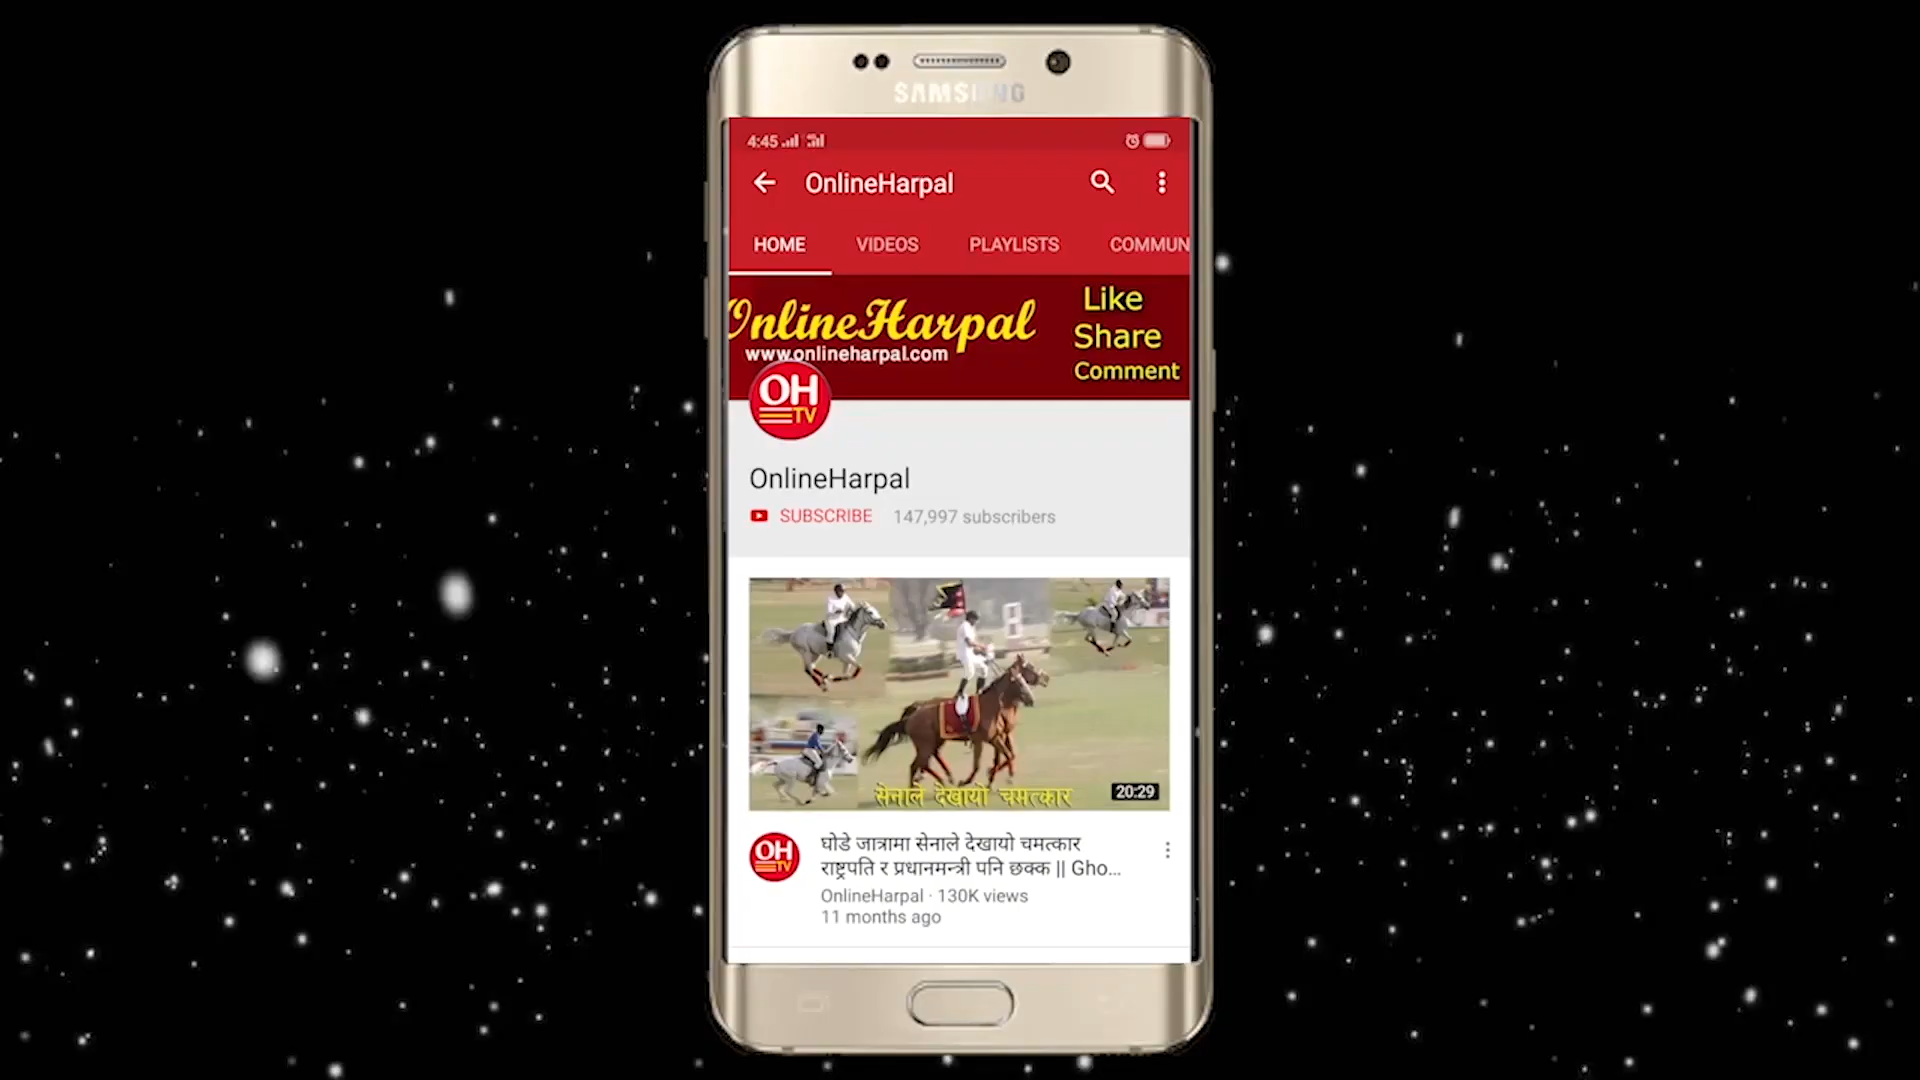 SAMSUNG
4:45
OnlineHarpal
HOME VIDEOS PLAYLISTS COMMUN
OnlineHarpal
www.onlineharpal.com
Like
Share
Comment
OH
TV
OnlineHarpal
SUBSCRIBE 147,997 subscribers
सेनाले देखायो चमत्कार
20:29
OH
TV
घोडे जात्रामा सेनाले देखायो चमत्कार
राष्ट्रपति र प्रधानमन्त्री पनि छक्क || Gho...
OnlineHarpal · 130K views
11 months ago